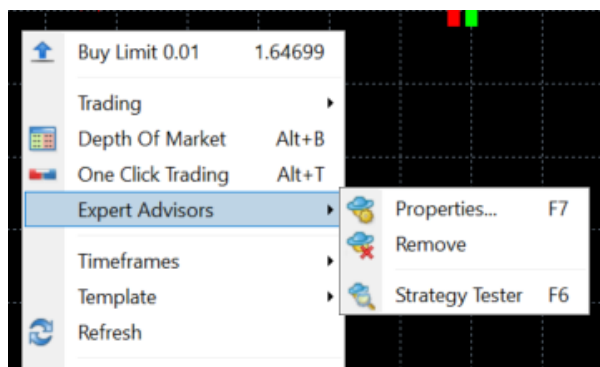 Buy Limit 0.01 1.64699
Trading
Depth Of Market Alt+B
One Click Trading Alt+T
Expert Advisors
Properties... F7
Remove
Timeframes
Template
Strategy Tester F6
Refresh